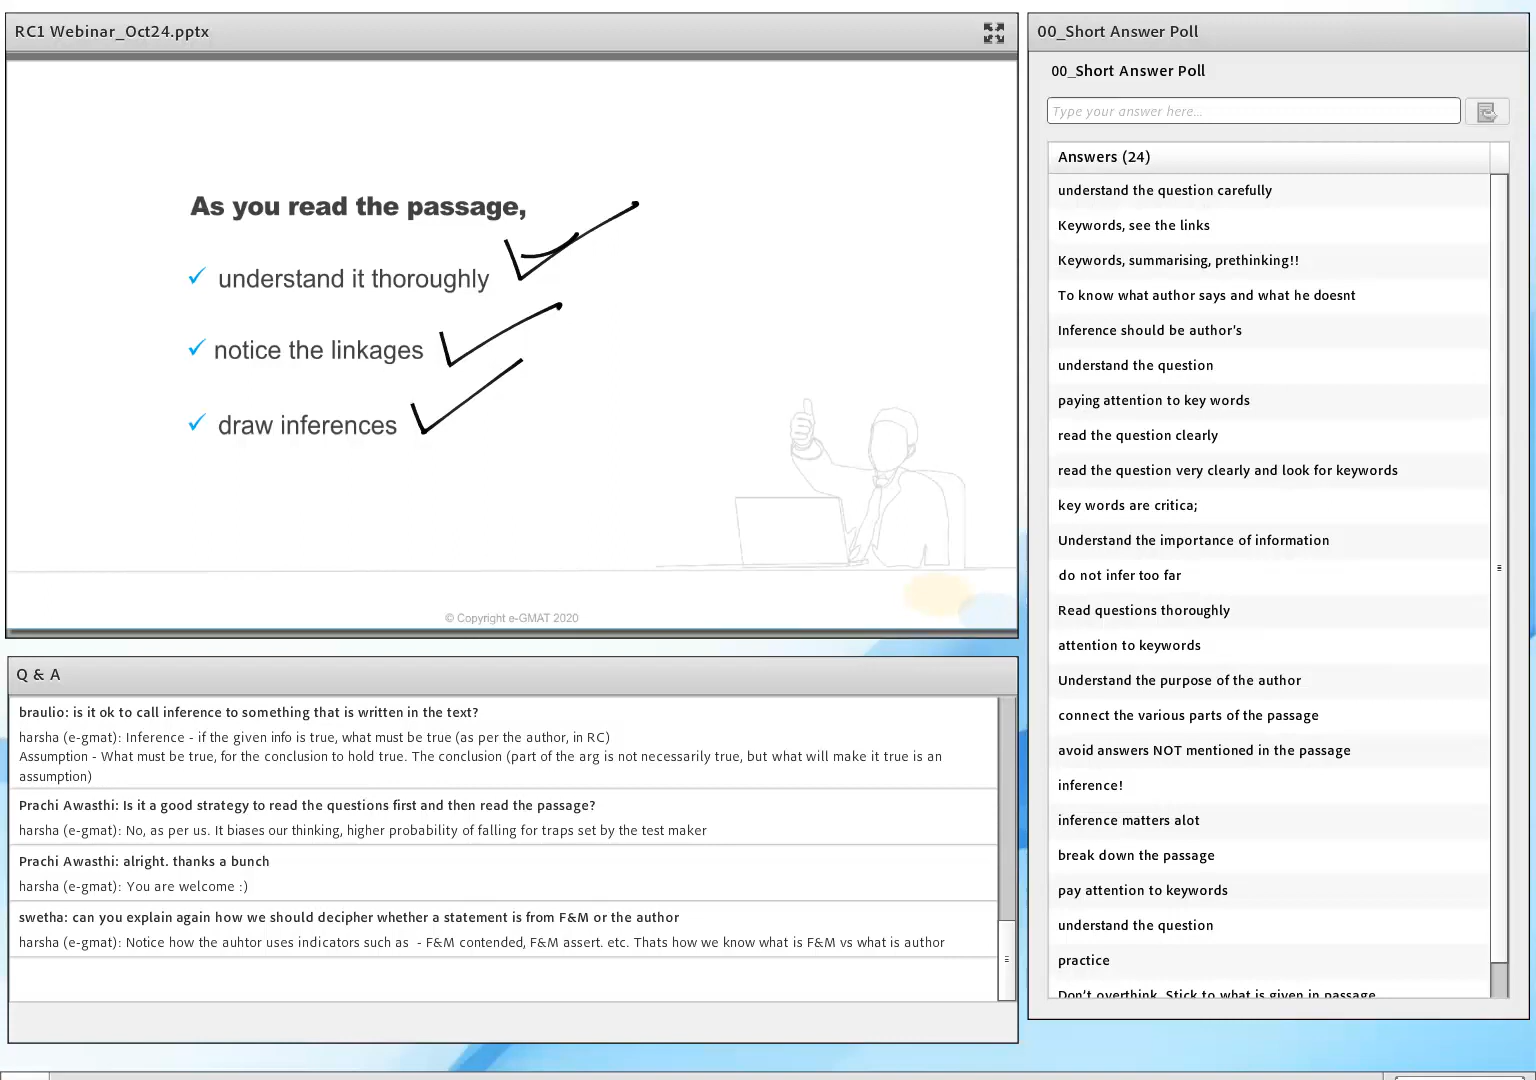 RC1 Webinar_Oct24.pptx
As you read the passage,
understand it thoroughly
notice the linkages
draw inferences
© Copyright e-GMAT 2020
Q & A
braulio: is it ok to call inference to something that is written in the text?
harsha (e-gmat): Inference - if the given info is true, what must be true (as per the author, in RC)
Assumption - What must be true, for the conclusion to hold true. The conclusion (part of the arg is not necessarily true, but what will make it true is an
assumption)
Prachi Awasthi: Is it a good strategy to read the questions first and then read the passage?
harsha (e-gmat): No, as per us. It biases our thinking, higher probability of falling for traps set by the test maker
Prachi Awasthi: alright. thanks a bunch
harsha (e-gmat): You are welcome :)
swetha: can you explain again how we should decipher whether a statement is from F&M or the author
harsha (e-gmat): Notice how the auhtor uses indicators such as - F&M contended, F&M assert. etc. Thats how we know what is F&M vs what is author
00_Short Answer Poll
00_Short Answer Poll
Type your answer here...
Answers (24)
understand the question carefully
Keywords, see the links
Keywords, summarising, prethinking!!
To know what author says and what he doesnt
Inference should be author's
understand the question
paying attention to key words
read the question clearly
read the question very clearly and look for keywords
key words are critica;
Understand the importance of information
do not infer too far
Read questions thoroughly
attention to keywords
Understand the purpose of the author
connect the various parts of the passage
avoid answers NOT mentioned in the passage
inference!
inference matters alot
break down the passage
pay attention to keywords
understand the question
practice
Don't overthink. Stick to what is given in passage